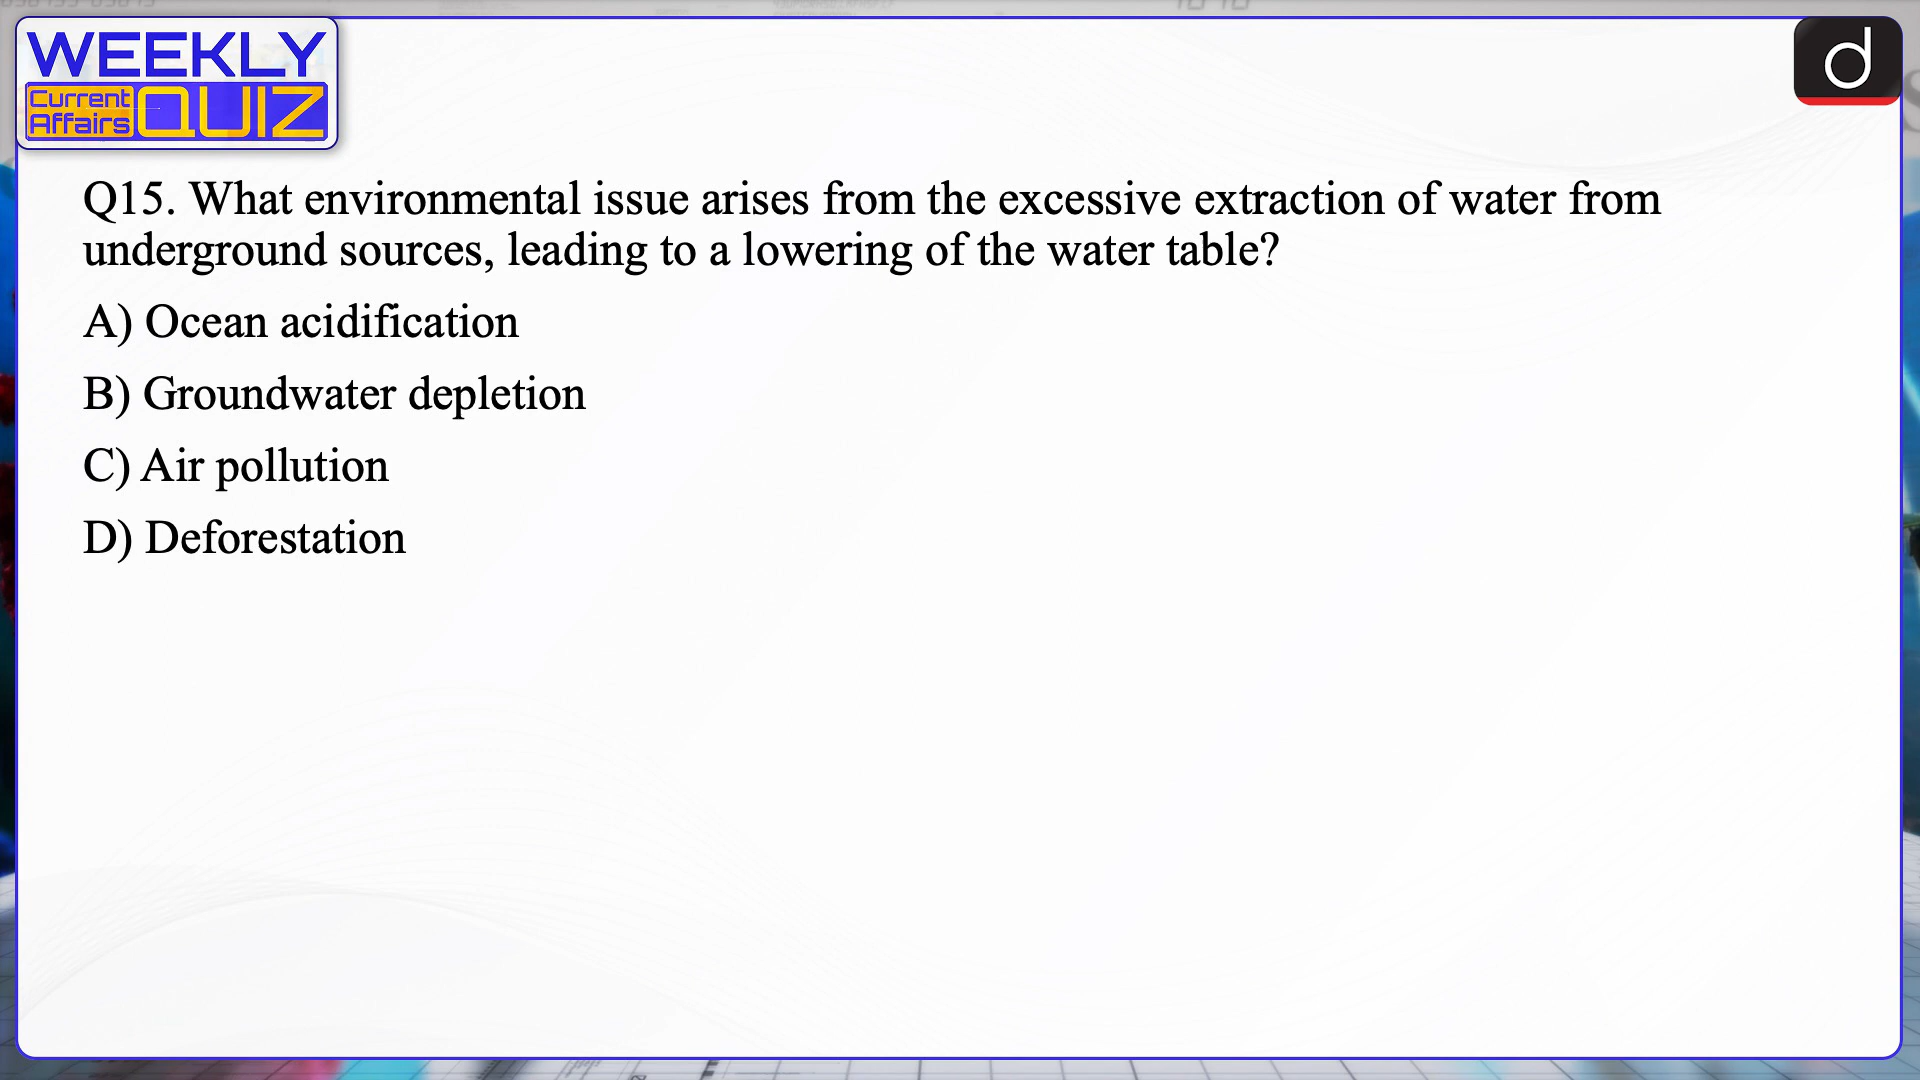 WEEKLY
Current
Affairs
QUIZ
Q15. What environmental issue arises from the excessive extraction of water from
underground sources, leading to a lowering of the water table?
A) Ocean acidification
B) Groundwater depletion
C) Air pollution
D) Deforestation